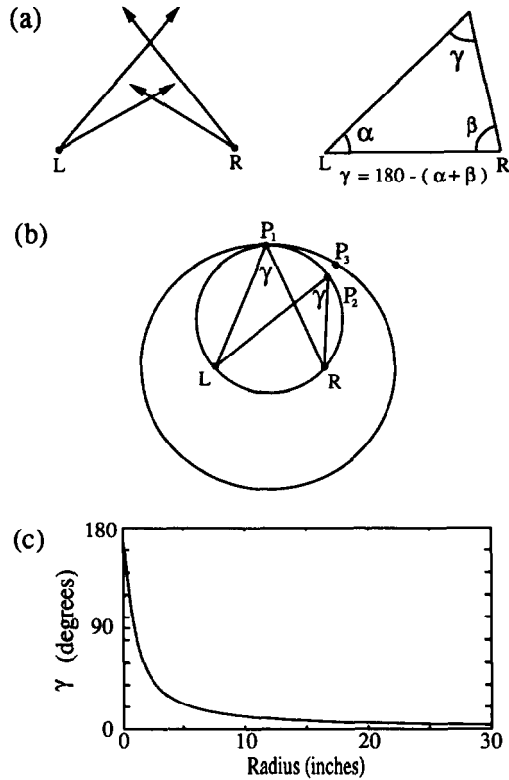 (a)
γ
α
β
L
R
L
R
γ = 180 - (α + β)
(b)
P1
P3
γ
γ
P2
L
R
(c)
180
90
0
γ (degrees)
0
10
20
30
Radius (inches)